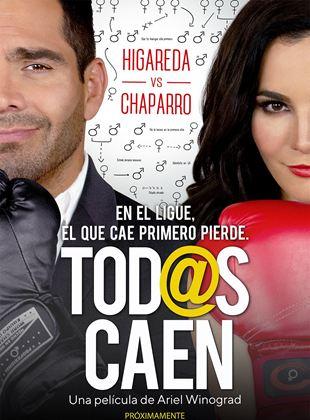 HIGAREDA
VS
CHAPARRO
EN EL LIGUE,
EL QUE CAE PRIMERO PIERDE.
TOD@S
CAEN
Una película de Ariel Winograd
PRÓXIMAMENTE